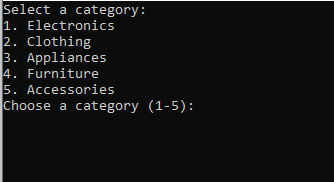 Select a category:
1. Electronics
2. Clothing
3. Appliances
4. Furniture
5. Accessories
Choose a category (1-5):